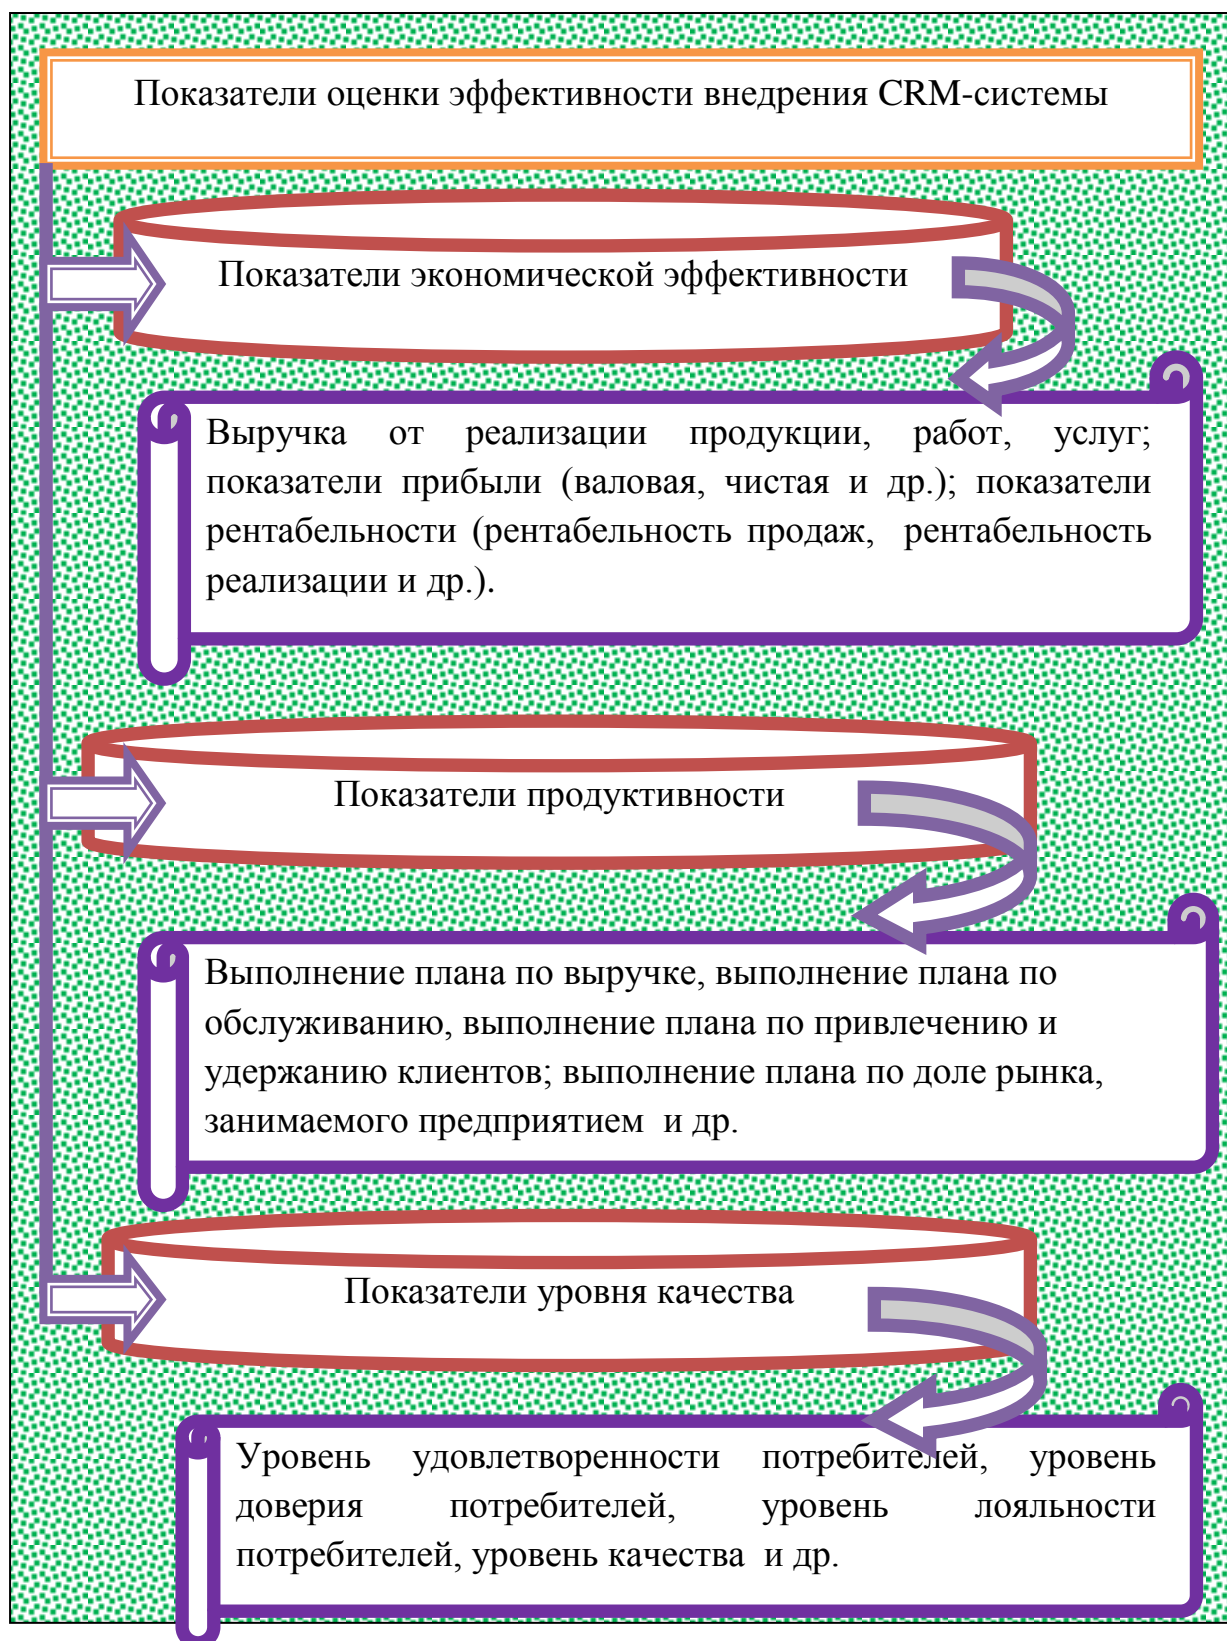 Показатели оценки эффективности внедрения CRM-системы
Показатели экономической эффективности
Выручка от реализации продукции, работ, услуг;
показатели прибыли (валовая, чистая и др.); показатели
рентабельности (рентабельность продаж, рентабельность
реализации и др.).
Показатели продуктивности
Выполнение плана по выручке, выполнение плана по
обслуживанию, выполнение плана по привлечению и
удержанию клиентов; выполнение плана по доле рынка,
занимаемого предприятием и др.
Показатели уровня качества
Уровень удовлетворенности потребителей, уровень
доверия потребителей, уровень лояльности
потребителей, уровень качества и др.